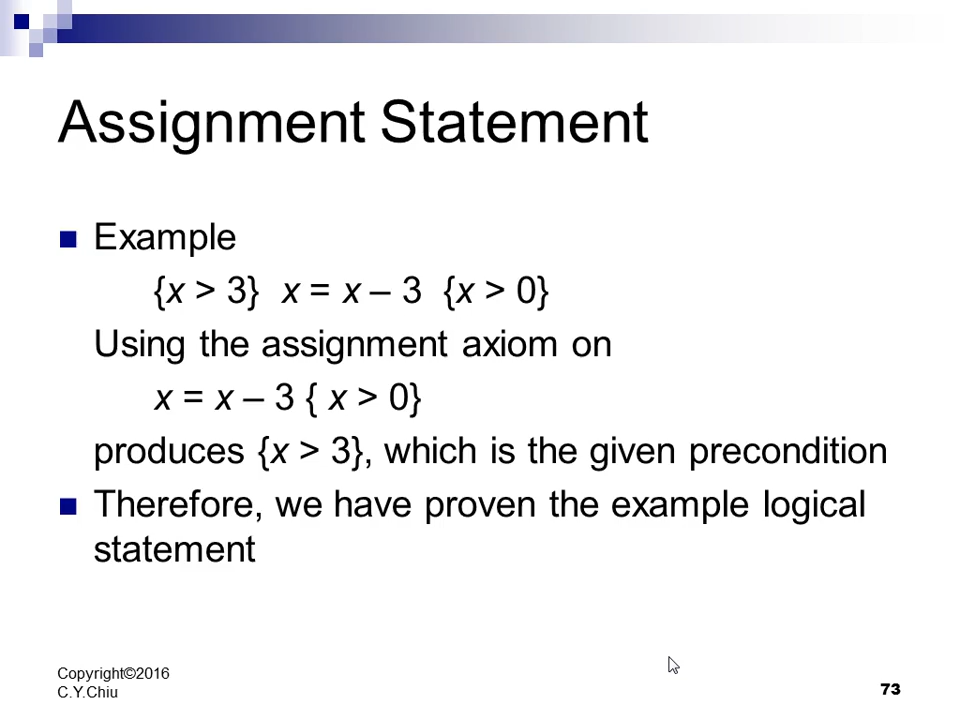 Assignment Statement
Example
{x > 3} x = x – 3 {x > 0}
Using the assignment axiom on
x = x – 3 { x > 0}
produces {x > 3}, which is the given precondition
Therefore, we have proven the example logical
statement
Copyright©2016
C.Y.Chiu
73